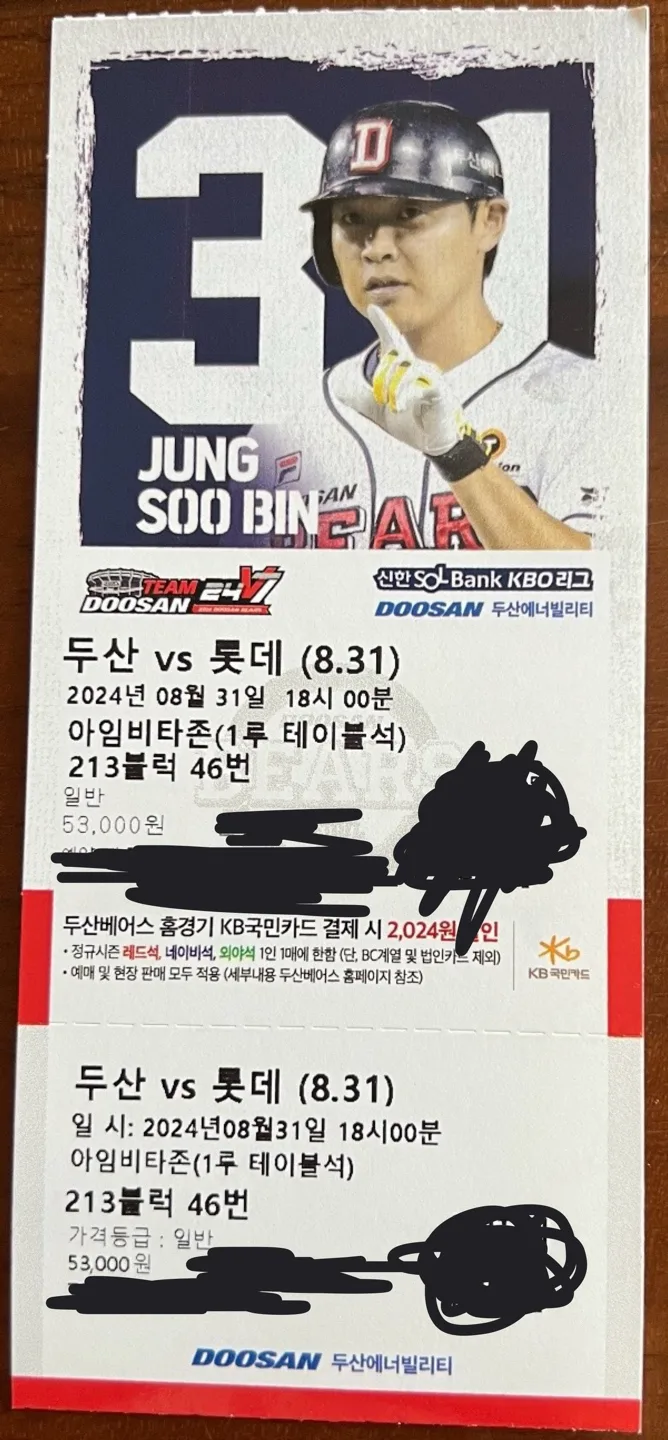 31
D
JUNG
SOO BIN
TEAM
DOOSAN
24 V7
신한 SOL Bank KBO 리그
DOOSAN 두산에너빌리티
두산 vs 롯데 (8.31)
2024년 08월 31일 18시 00분
아임비타존(1루 테이블석)
213블럭 46번
일반
53,000원
두산베어스 홈경기 KB국민카드 결제 시 2,024원 할인
• 정규시즌 레드석, 네이비석, 외야석 1인 1매에 한함 (단, BC계열 및 법인카드 제외)
• 예매 및 현장 판매 모두 적용 (세부내용 두산베어스 홈페이지 참조)
KB국민카드
두산 vs 롯데 (8.31)
일 시: 2024년08월31일 18시00분
아임비타존(1루 테이블석)
213블럭 46번
가격등급 : 일반
53,000원
DOOSAN 두산에너빌리티